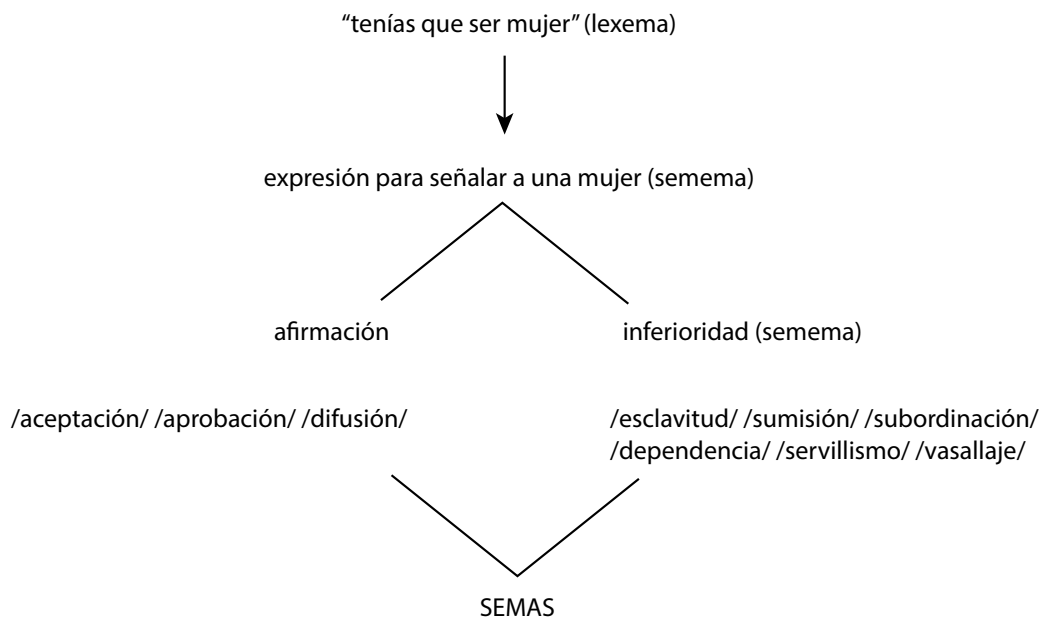 “tenías que ser mujer” (lexema)
expresión para señalar a una mujer (semema)
afirmación
inferioridad (semema)
/aceptación/ /aprobación/ /difusión/
/esclavitud/ /sumisión/ /subordinación/
/dependencia/ /servillismo/ /vasallaje/
SEMAS